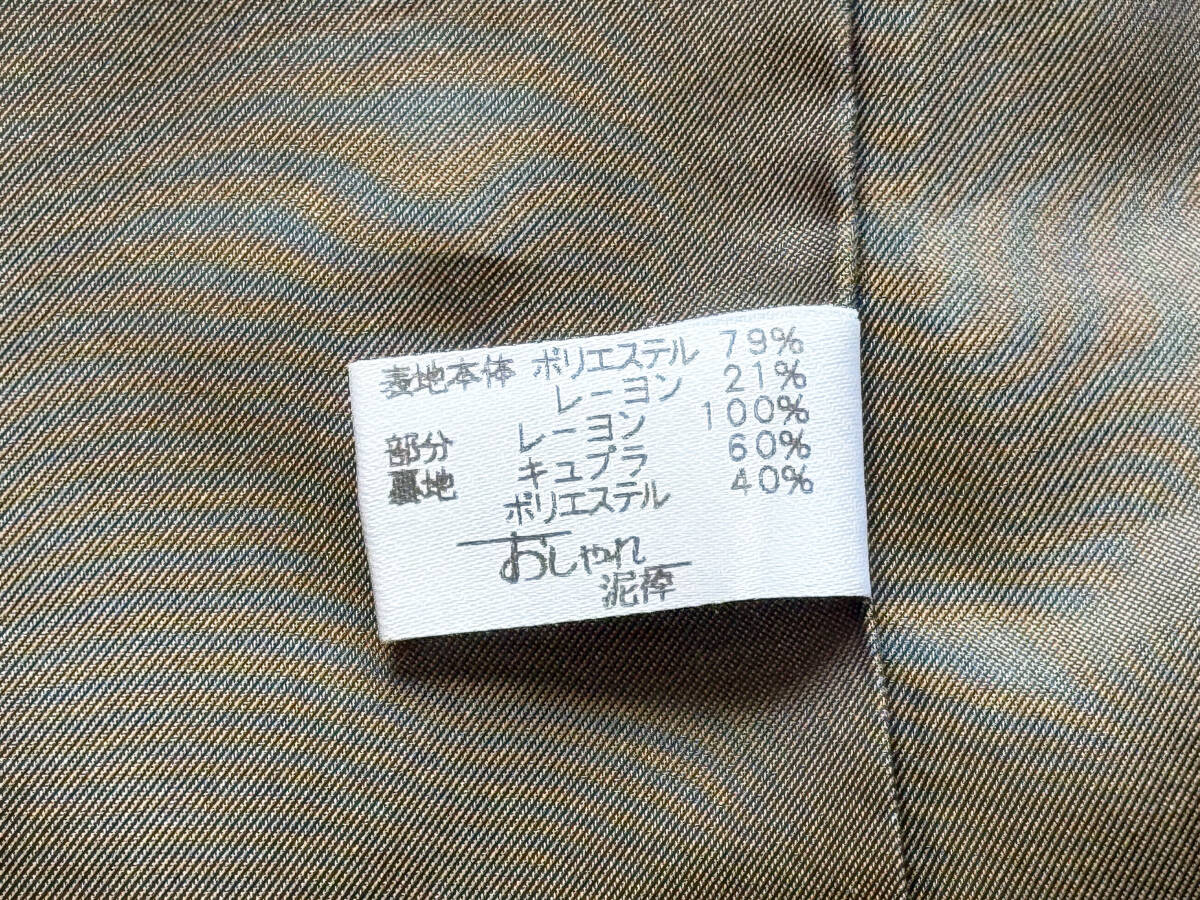 表地本体 ポリエステル 79%
レーヨン 21%
部分 レーヨン 100%
裏地 キュプラ 60%
ポリエステル 40%
おしゃれ
泥棒